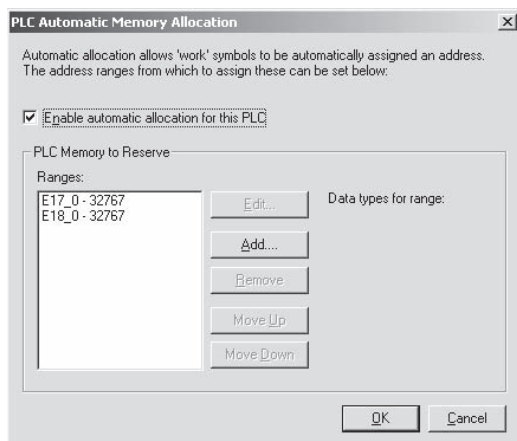 PLC Automatic Memory Allocation
Automatic allocation allows 'work' symbols to be automatically assigned an address.
The address ranges from which to assign these can be set below:
Enable automatic allocation for this PLC
PLC Memory to Reserve
Ranges:
E17_0 - 32767
E18_0 - 32767
Edit...
Data types for range:
Add....
Remove
Move Up
Move Down
OK
Cancel